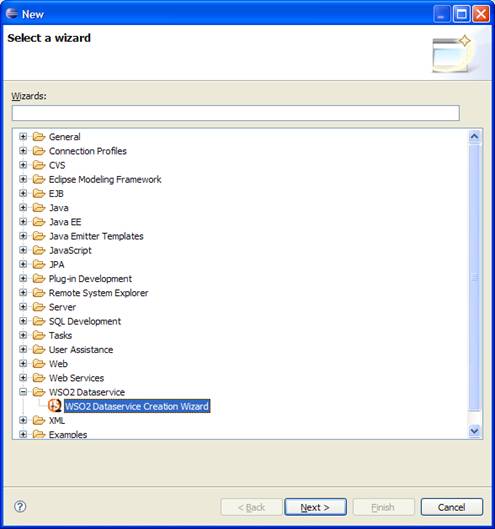 New
Select a wizard
Wizards:
General
Connection Profiles
CVS
Eclipse Modeling Framework
EJB
Java
Java EE
Java Emitter Templates
JavaScript
JPA
Plug-in Development
Remote System Explorer
Server
SQL Development
Tasks
User Assistance
Web
Web Services
WSO2 Dataservice
WSO2 Dataservice Creation Wizard
XML
Examples
< Back Next > Finish Cancel